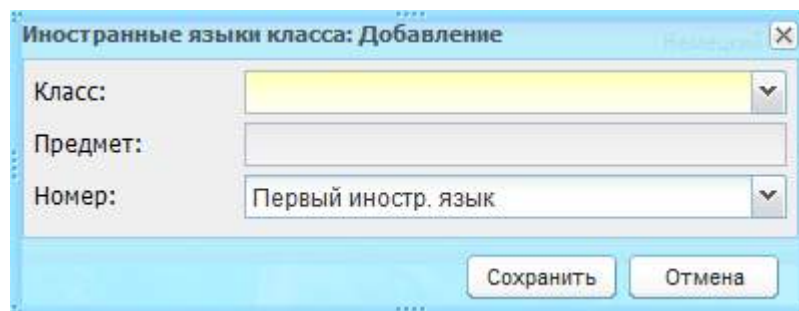 Иностранные языки класса: Добавление
Класс:
Предмет:
Номер: Первый иностр. язык
Сохранить Отмена